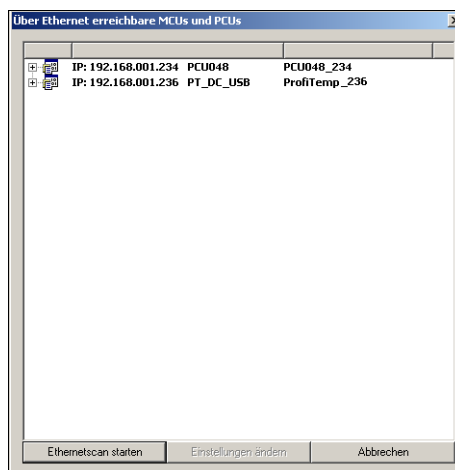 Über Ethernet erreichbare MCUs und PCUs
IP: 192.168.001.234 PCU048 PCU048_234
IP: 192.168.001.236 PT_DC_USB ProfiTemp_236
Ethernetscan starten Einstellungen ändern Abbrechen